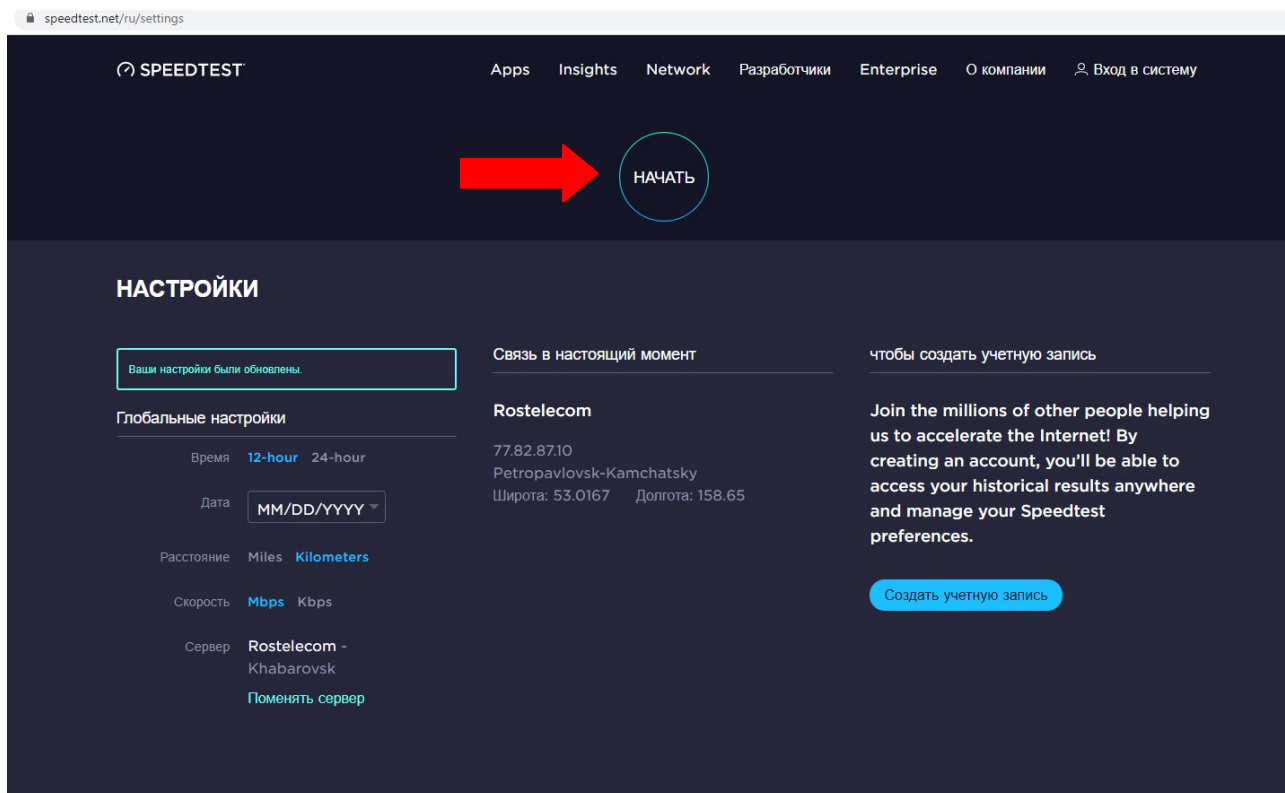 speedtest.net/ru/settings
SPEEDTEST
Apps Insights Network Разработчики Enterprise О компании Вход в систему
НАЧАТЬ
НАСТРОЙКИ
Ваши настройки были обновлены.
Глобальные настройки
Время 12-hour 24-hour
Дата MM/DD/YYYY
Расстояние Miles Kilometers
Скорость Mbps Kbps
Сервер Rostelecom -
Khabarovsk
Поменять сервер
Связь в настоящий момент
Rostelecom
77.82.87.10
Petropavlovsk-Kamchatsky
Широта: 53.0167 Долгота: 158.65
чтобы создать учетную запись
Join the millions of other people helping
us to accelerate the Internet! By
creating an account, you'll be able to
access your historical results anywhere
and manage your Speedtest
preferences.
Создать учетную запись